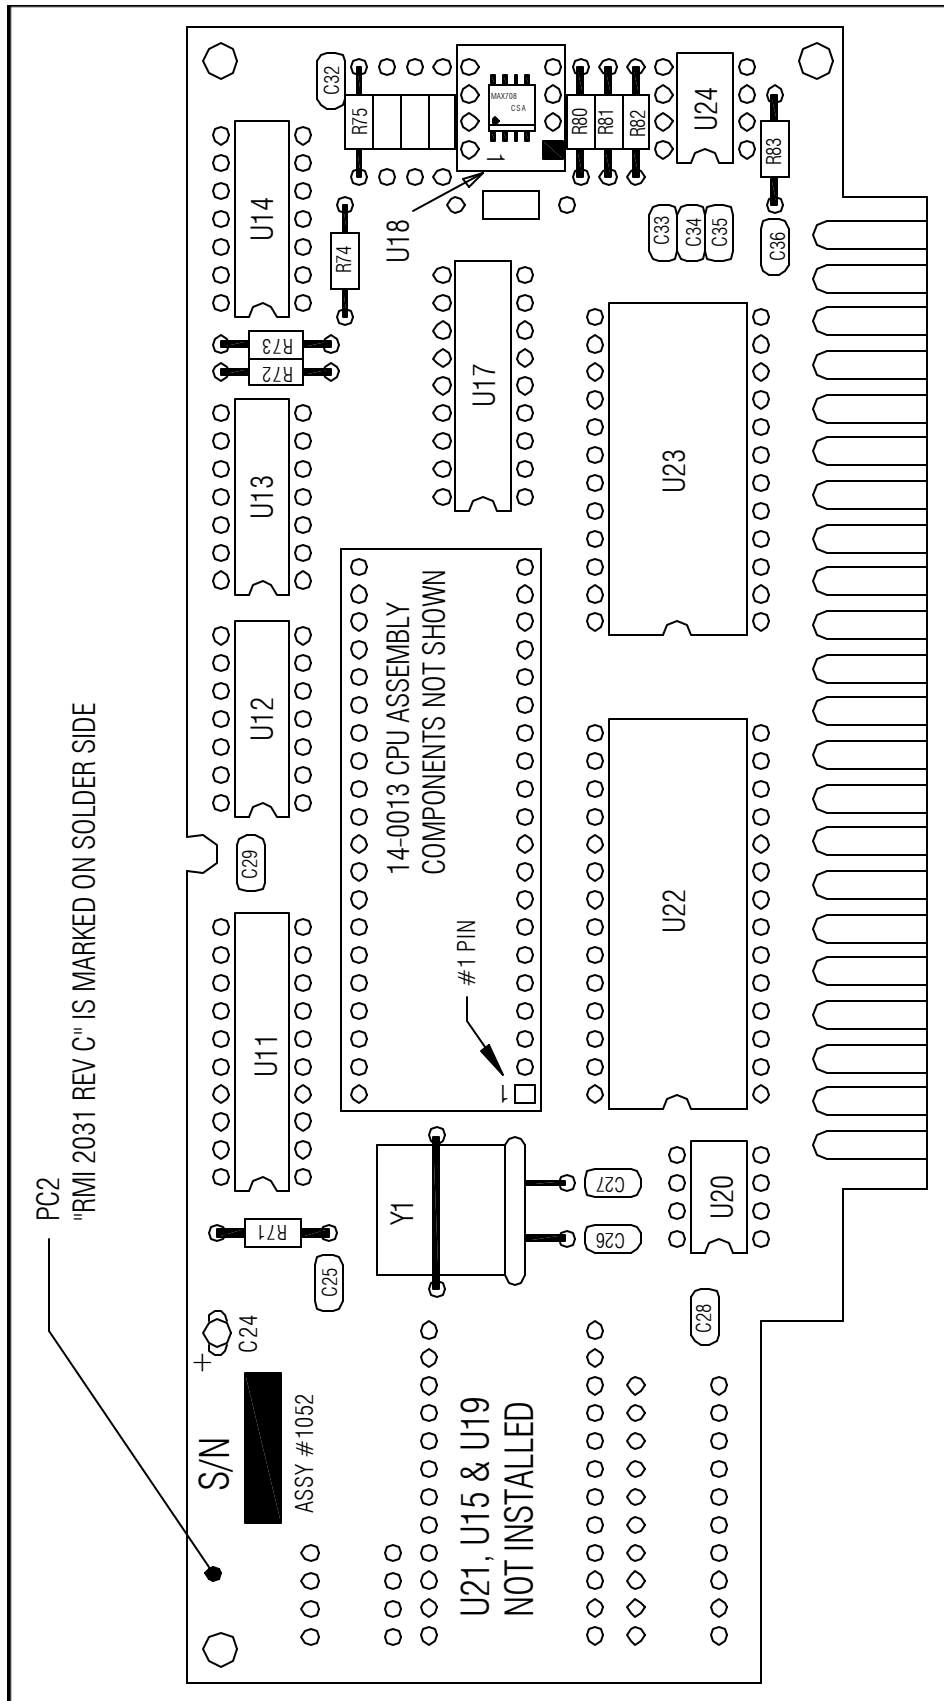 PC2
"RMI 2031 REV C" IS MARKED ON SOLDER SIDE
S/N
ASSY #1052
+
C24
C25
R71
U11
C29
U12
U13
R72
R73
U14
R74
C32
R75
U18
MAX708
CSA
1
R80
R81
R82
U24
R83
C33
C34
C35
C36
U17
U23
14-0013 CPU ASSEMBLY
COMPONENTS NOT SHOWN
#1 PIN
1
U22
Y1
C27
C26
U20
C28
U21, U15 & U19
NOT INSTALLED